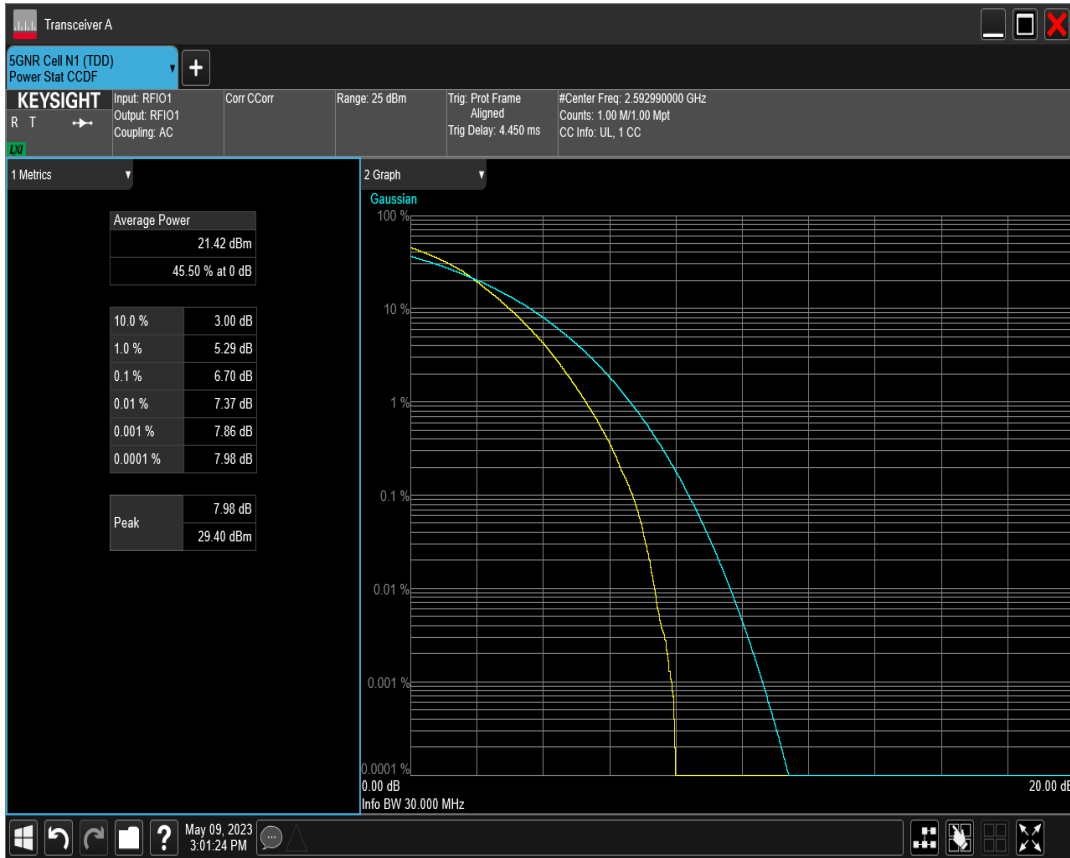 Transceiver A
5GNR Cell N1 (TDD)
Power Stat CCDF
+
KEYSIGHT
R T
LXI
Input: RFIO1
Output: RFIO1
Coupling: AC
Corr CCorr
Range: 25 dBm
Trig: Prot Frame
Aligned
Trig Delay: 4.450 ms
#Center Freq: 2.592990000 GHz
Counts: 1.00 M/1.00 Mpt
CC Info: UL, 1 CC
1 Metrics
Average Power
21.42 dBm
45.50 % at 0 dB
10.0 % 3.00 dB
1.0 % 5.29 dB
0.1 % 6.70 dB
0.01 % 7.37 dB
0.001 % 7.86 dB
0.0001 % 7.98 dB
Peak
7.98 dB
29.40 dBm
2 Graph
Gaussian
100 %
10 %
1 %
0.1 %
0.01 %
0.001 %
0.0001 %
0.00 dB 20.00 dB
Info BW 30.000 MHz
?
May 09, 2023
3:01:24 PM